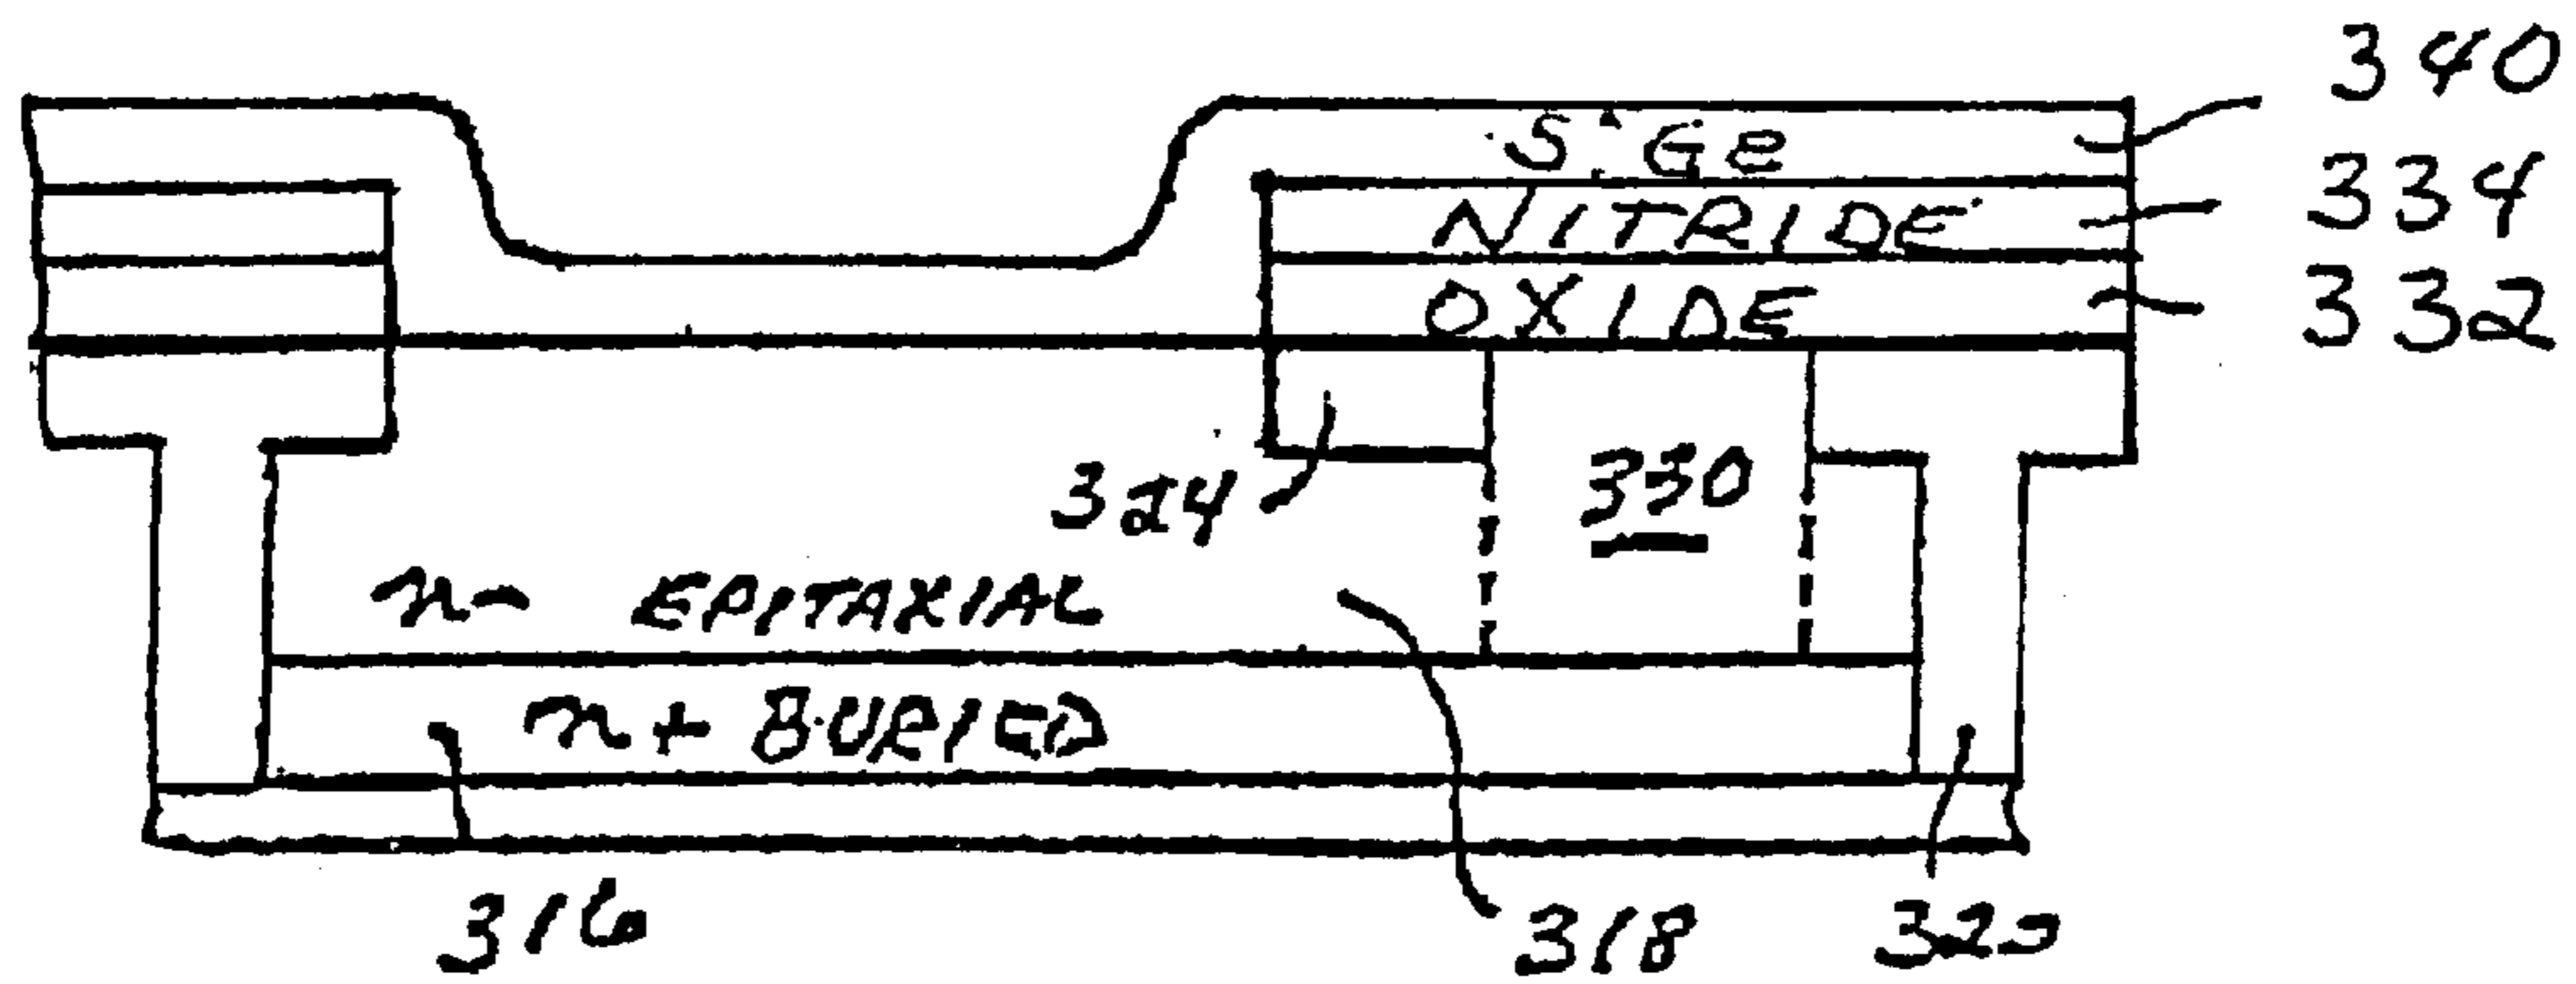 340
SiGe
334
NITRIDE
332
OXIDE
324
330
n- EPITAXIAL
n+ BURIED
316
318